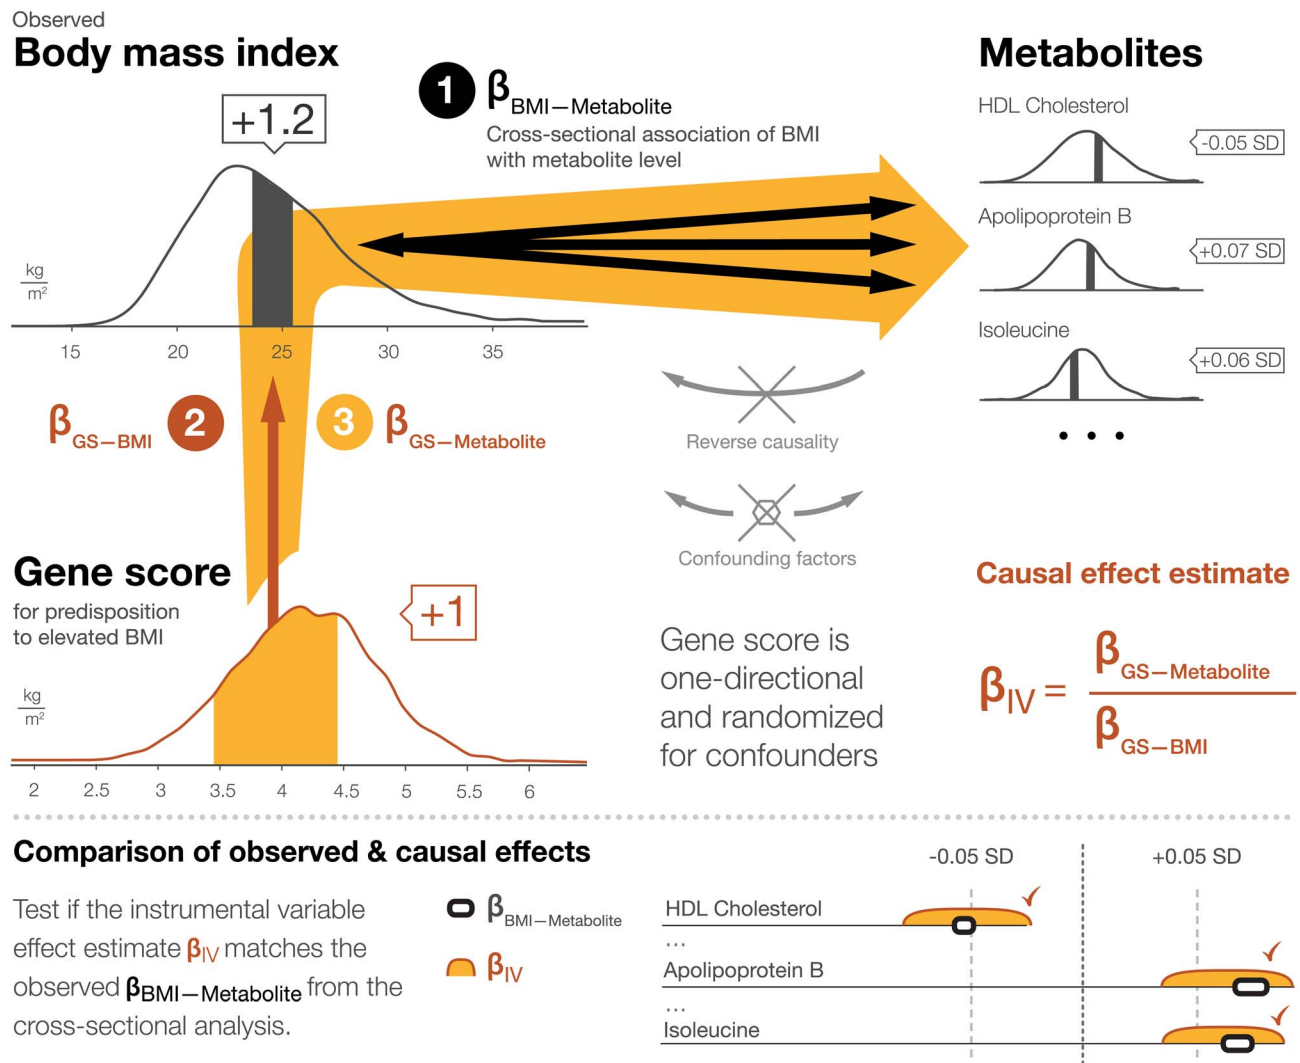 Observed
Body mass index
+1.2
kg
m²
15 20 25 30 35
1 β BMI–Metabolite
Cross-sectional association of BMI
with metabolite level
Metabolites
HDL Cholesterol
-0.05 SD
Apolipoprotein B
+0.07 SD
Isoleucine
+0.06 SD
β GS–BMI 2
3 β GS–Metabolite
Reverse causality
Confounding factors
Gene score
for predisposition
to elevated BMI
+1
kg
m²
2 2.5 3 3.5 4 4.5 5 5.5 6
Gene score is
one-directional
and randomized
for confounders
Causal effect estimate
β IV = β GS–Metabolite
β GS–BMI
Comparison of observed & causal effects
Test if the instrumental variable
effect estimate β IV matches the
observed β BMI–Metabolite from the
cross-sectional analysis.
β BMI–Metabolite
β IV
-0.05 SD +0.05 SD
HDL Cholesterol
...
Apolipoprotein B
...
Isoleucine